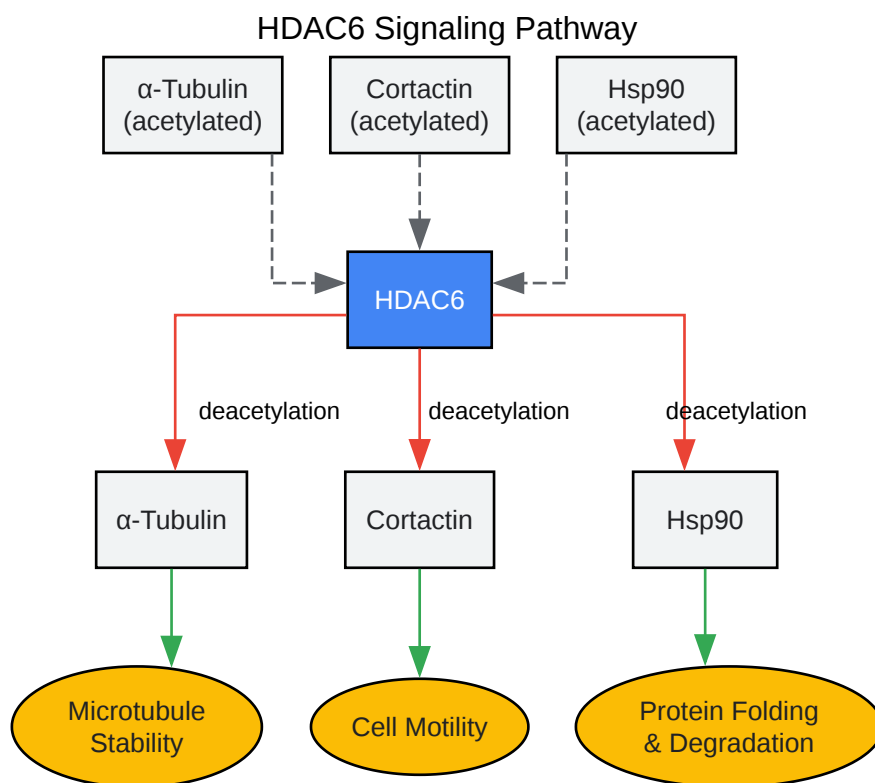 HDAC6 Signaling Pathway
α-Tubulin
(acetylated)
Cortactin
(acetylated)
Hsp90
(acetylated)
HDAC6
deacetylation
deacetylation
deacetylation
α-Tubulin
Cortactin
Hsp90
Microtubule
Stability
Cell Motility
Protein Folding
& Degradation